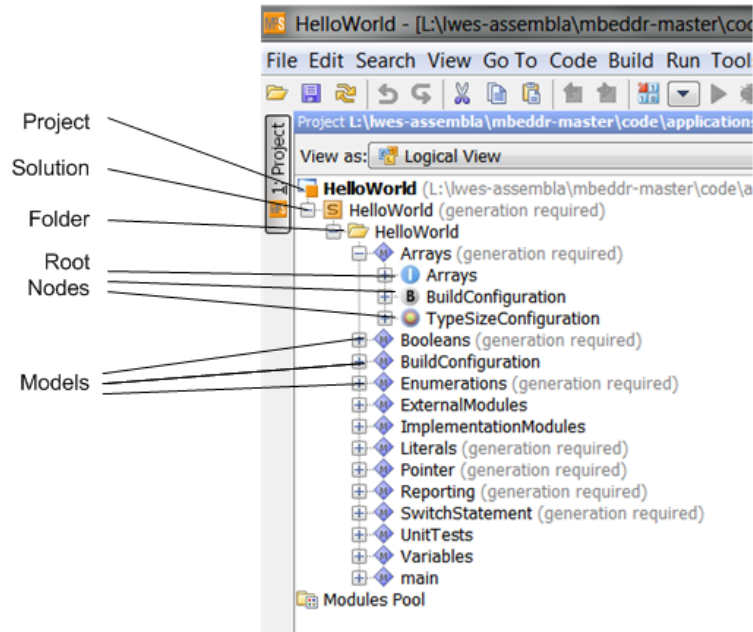 HelloWorld - [L:\lwes-assembla\mbeddr-master\cod
File Edit Search View Go To Code Build Run Tool
Project L:\lwes-assembla\mbeddr-master\code\applications
1: Project
View as: Logical View
Project
HelloWorld (L:\lwes-assembla\mbeddr-master\code\a
Solution
S HelloWorld (generation required)
Folder
HelloWorld
M Arrays (generation required)
Root
Nodes
I Arrays
B BuildConfiguration
TypeSizeConfiguration
Models
M Booleans (generation required)
M BuildConfiguration
M Enumerations (generation required)
M ExternalModules
M ImplementationModules
M Literals (generation required)
M Pointer (generation required)
M Reporting (generation required)
M SwitchStatement (generation required)
M UnitTests
M Variables
M main
Modules Pool